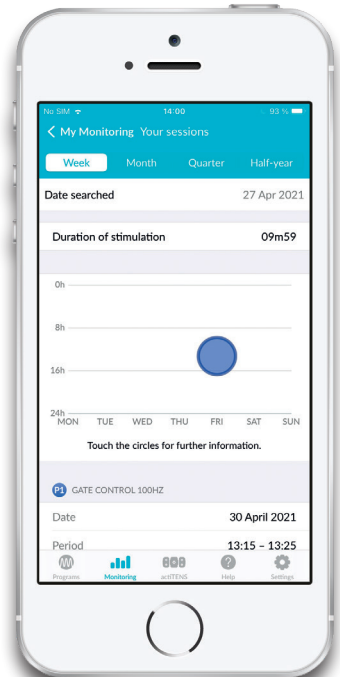 No SIM 14:00 93 %
My Monitoring Your sessions
Week Month Quarter Half-year
Date searched 27 Apr 2021
Duration of stimulation 09m59
0h
8h
16h
24h
MON TUE WED THU FRI SAT SUN
Touch the circles for further information.
P1 GATE CONTROL 100HZ
Date 30 April 2021
Period 13:15 – 13:25
Programs Monitoring actiTENS Help Settings